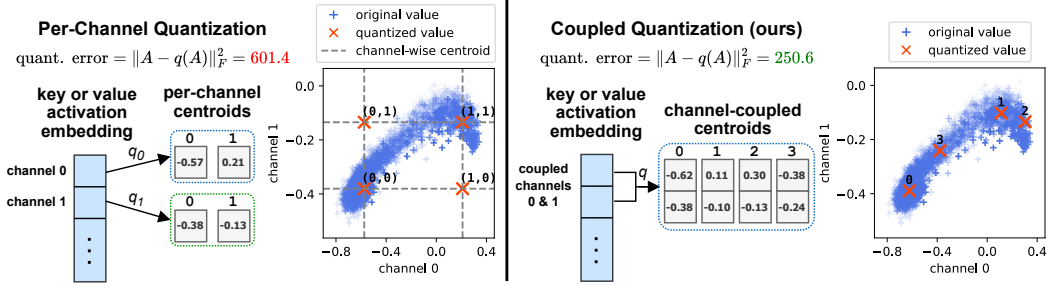 Per-Channel Quantization
quant. error = ‖A − q(A)‖²_F = 601.4
key or value
activation
embedding
per-channel
centroids
channel 0
channel 1
q0
q1
0 1
-0.57 0.21
0 1
-0.38 -0.13
original value
quantized value
channel-wise centroid
(0,1) (1,1)
(0,0) (1,0)
channel 1
0.0
−0.2
−0.4
−0.8 −0.4 0.0 0.4
channel 0
Coupled Quantization (ours)
quant. error = ‖A − q(A)‖²_F = 250.6
key or value
activation
embedding
channel-coupled
centroids
coupled
channels
0 & 1
q
0 1 2 3
-0.62 0.11 0.30 -0.38
-0.38 -0.10 -0.13 -0.24
original value
quantized value
1
2
3
0
channel 1
0.0
−0.2
−0.4
−0.8 −0.4 0.0 0.4
channel 0